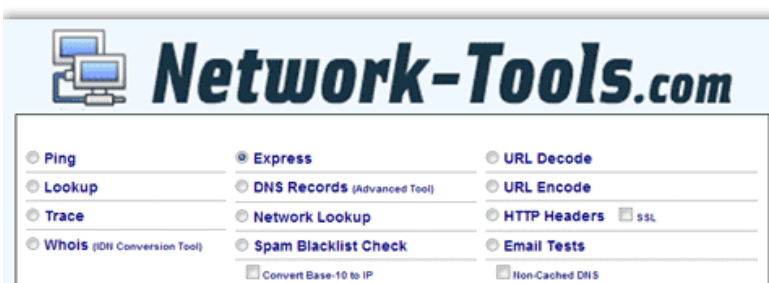 Network-Tools.com
Ping Express URL Decode
Lookup DNS Records (Advanced Tool) URL Encode
Trace Network Lookup HTTP Headers SSL
Whois (IDN Conversion Tool) Spam Blacklist Check Email Tests
Convert Base-10 to IP Non-Cached DNS